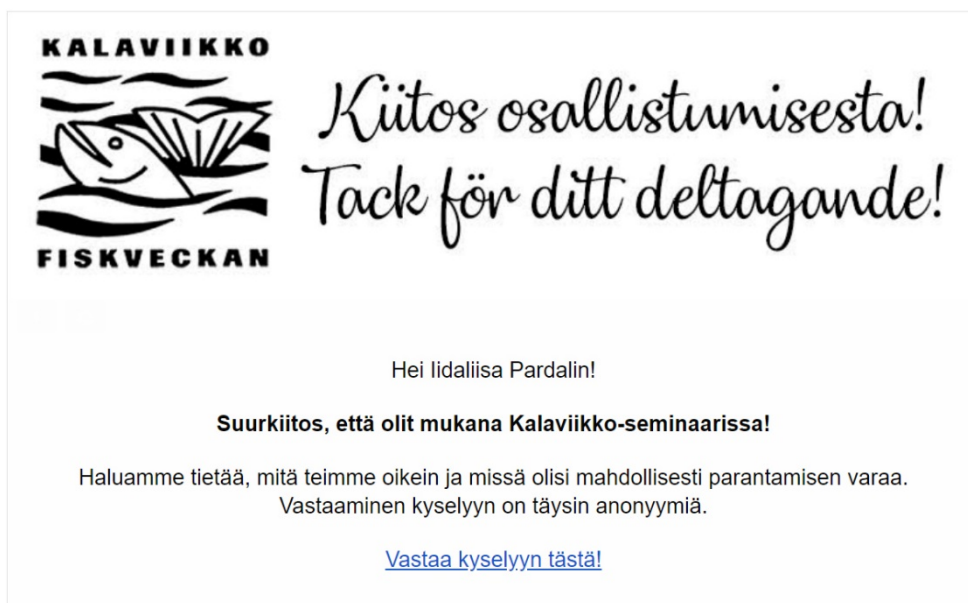 KALAVIIKKO
FISKVECKAN
Kiitos osallistumisesta!
Tack för ditt deltagande!
Hei Iidaliisa Pardalin!
Suurkiitos, että olit mukana Kalaviikko-seminaarissa!
Haluamme tietää, mitä teimme oikein ja missä olisi mahdollisesti parantamisen varaa.
Vastaaminen kyselyyn on täysin anonyymiä.
Vastaa kyselyyn tästä!